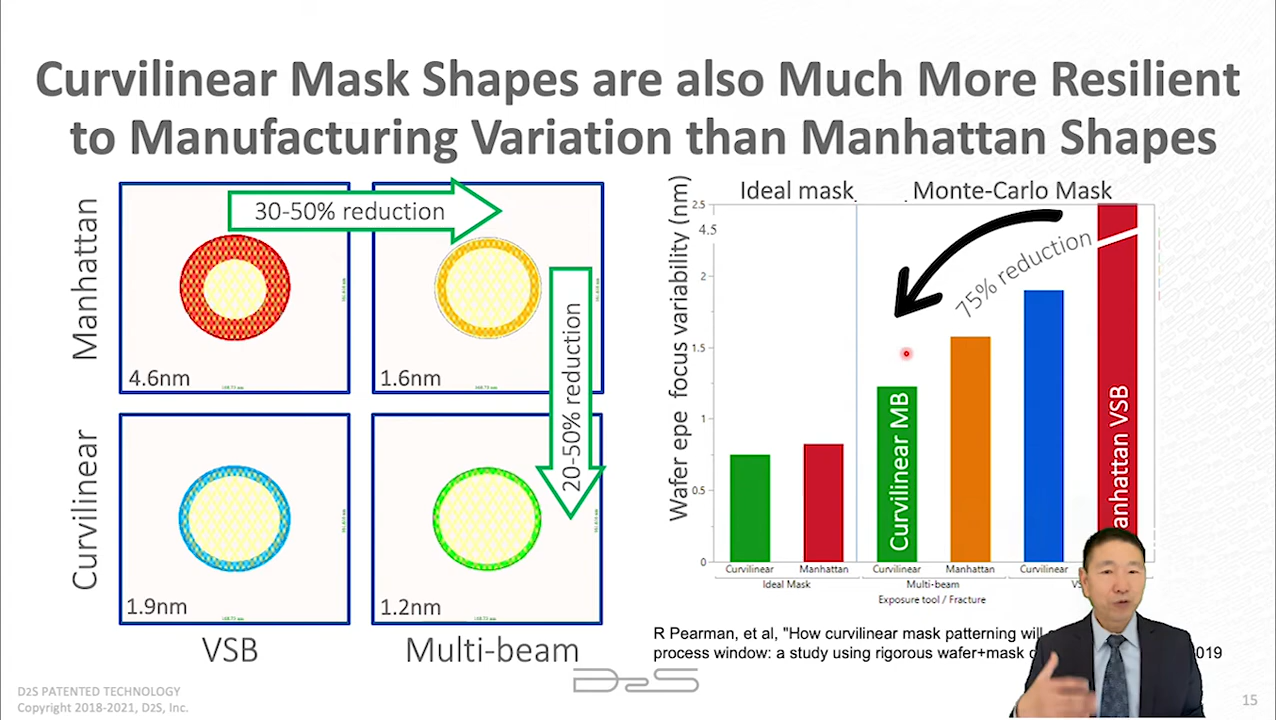 Curvilinear Mask Shapes are also Much More Resilient
to Manufacturing Variation than Manhattan Shapes
Manhattan
30-50% reduction
4.6nm
1.6nm
20-50% reduction
Curvilinear
1.9nm
1.2nm
VSB
Multi-beam
Wafer epe focus variability (nm)
Ideal mask
Monte-Carlo Mask
2.5
4.5
2
1.5
1
0.5
0
75% reduction
Curvilinear MB
VSB
Curvilinear
Manhattan
Curvilinear
Manhattan
Curvilinear
Ideal Mask
Multi-beam
Exposure tool / Fracture
R Pearman, et al, "How curvilinear mask patterning will
process window: a study using rigorous wafer+mask 2019
D2S
D2S PATENTED TECHNOLOGY
Copyright 2018-2021, D2S, Inc.
15